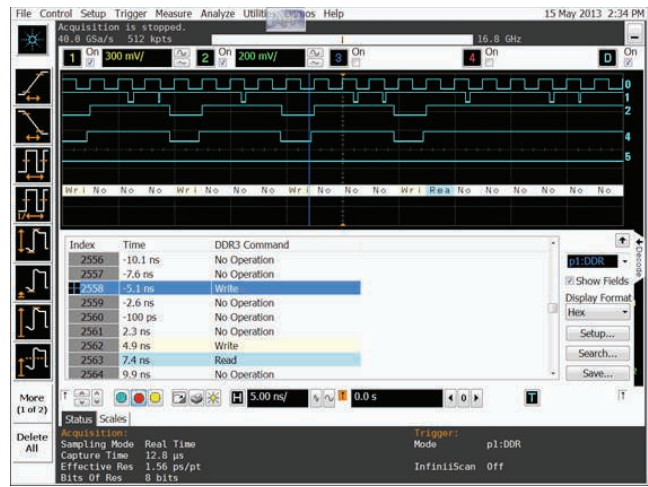 File Control Setup Trigger Measure Analyze Utilities Demos Help 15 May 2013 2:34 PM
Acquisition is stopped.
40.0 GSa/s 512 kpts 16.8 GHz
1 On 300 mV/ 2 On 200 mV/ 3 On 4 On D On
0
1
2
4
5
Wri No No No Wri No No No Wri No No No Wri Rea No No No No No No
Index Time DDR3 Command
2556 -10.1 ns No Operation
2557 -7.6 ns No Operation
2558 -5.1 ns Write
2559 -2.6 ns No Operation
2560 -100 ps No Operation
2561 2.3 ns No Operation
2562 4.9 ns Write
2563 7.4 ns Read
2564 9.9 ns No Operation
Decode
p1:DDR
Show Fields
Display Format
Hex
Setup...
Search...
Save...
1/
More
(1 of 2)
Delete
All
H 5.00 ns/ 0.0 s 0 T
Status Scales
Acquisition: Trigger:
Sampling Mode Real Time Mode p1:DDR
Capture Time 12.8 µs
Effective Res 1.56 ps/pt InfiniiScan Off
Bits Of Res 8 bits